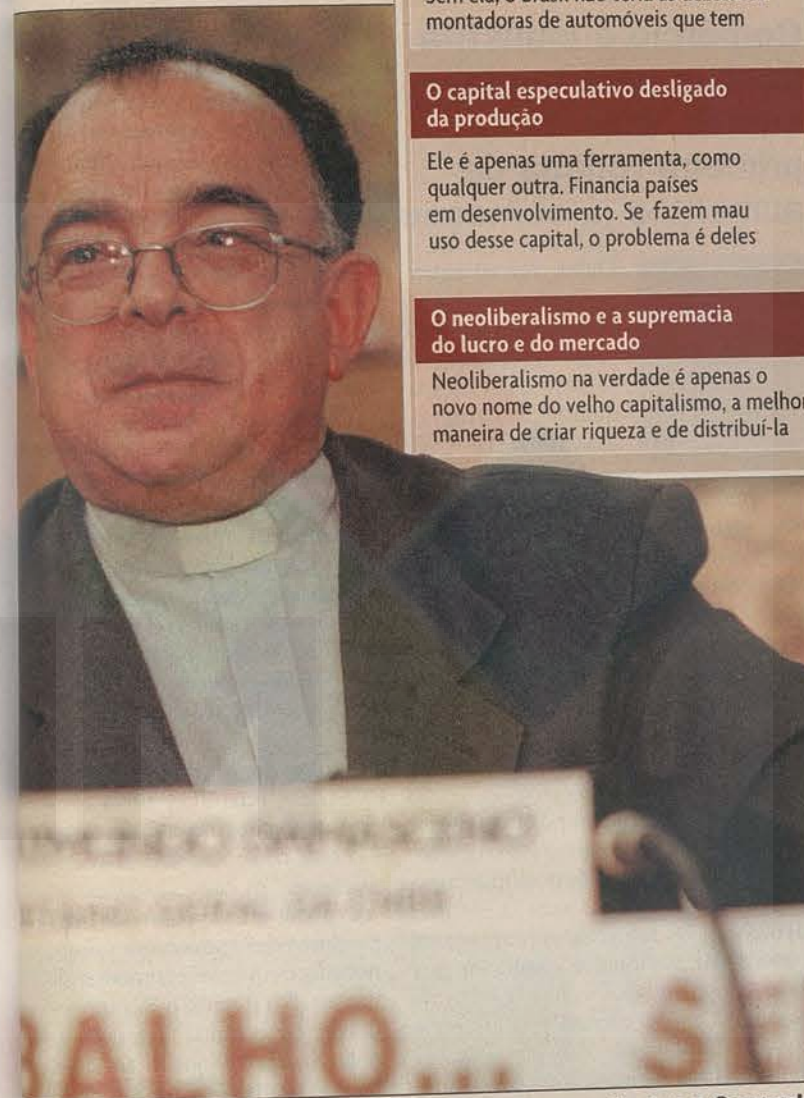 montadoras de automóveis que tem
O capital especulativo desligado
da produção
Ele é apenas uma ferramenta, como
qualquer outra. Financia países
em desenvolvimento. Se fazem mau
uso desse capital, o problema é deles
O neoliberalismo e a supremacia
do lucro e do mercado
Neoliberalismo na verdade é apenas o
novo nome do velho capitalismo, a melhor
maneira de criar riqueza e de distribuí-la
BALHO... SE